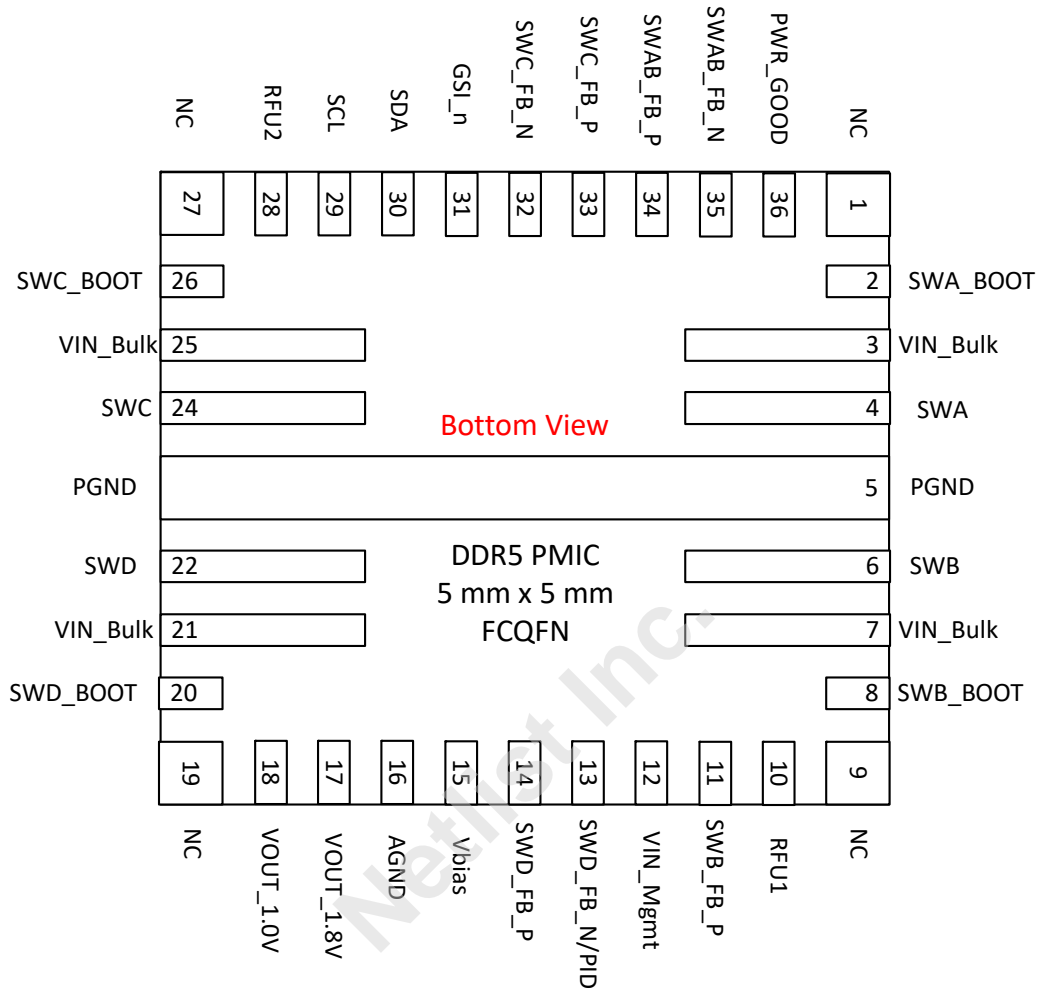 NC
RFU2
SCL
SDA
GSI_n
SWC_FB_N
SWC_FB_P
SWAB_FB_P
SWAB_FB_N
PWR_GOOD
NC
27
28
29
30
31
32
33
34
35
36
1
SWC_BOOT 26
2 SWA_BOOT
VIN_Bulk 25
3 VIN_Bulk
SWC 24
4 SWA
Bottom View
PGND
5 PGND
DDR5 PMIC
5 mm x 5 mm
FCQFN
SWD 22
6 SWB
VIN_Bulk 21
7 VIN_Bulk
SWD_BOOT 20
8 SWB_BOOT
19
18
17
16
15
14
13
12
11
10
9
NC
VOUT_1.0V
VOUT_1.8V
AGND
Vbias
SWD_FB_P
SWD_FB_N/PID
VIN_Mgmt
SWB_FB_P
RFU1
NC
Netlist Inc.